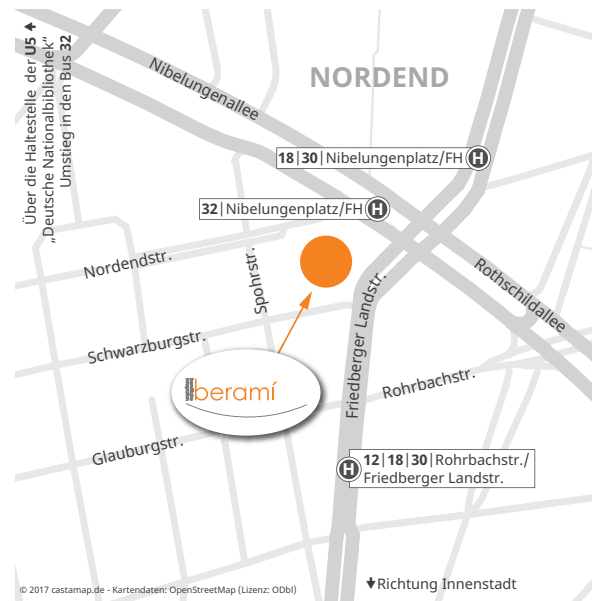 Über die Haltestelle der U5
„Deutsche Nationalbibliothek“
Umstieg in den Bus 32
Nibelungenallee
NORDEND
18|30|Nibelungenplatz/FH H
32|Nibelungenplatz/FH H
Nordendstr.
Spohrstr.
Rothschildallee
Schwarzburgstr.
Friedberger Landstr.
berami
berufliche
integration
Rohrbachstr.
Glauburgstr.
H 12|18|30|Rohrbachstr./
Friedberger Landstr.
© 2017 castamap.de - Kartendaten: OpenStreetMap (Lizenz: ODbl)
Richtung Innenstadt